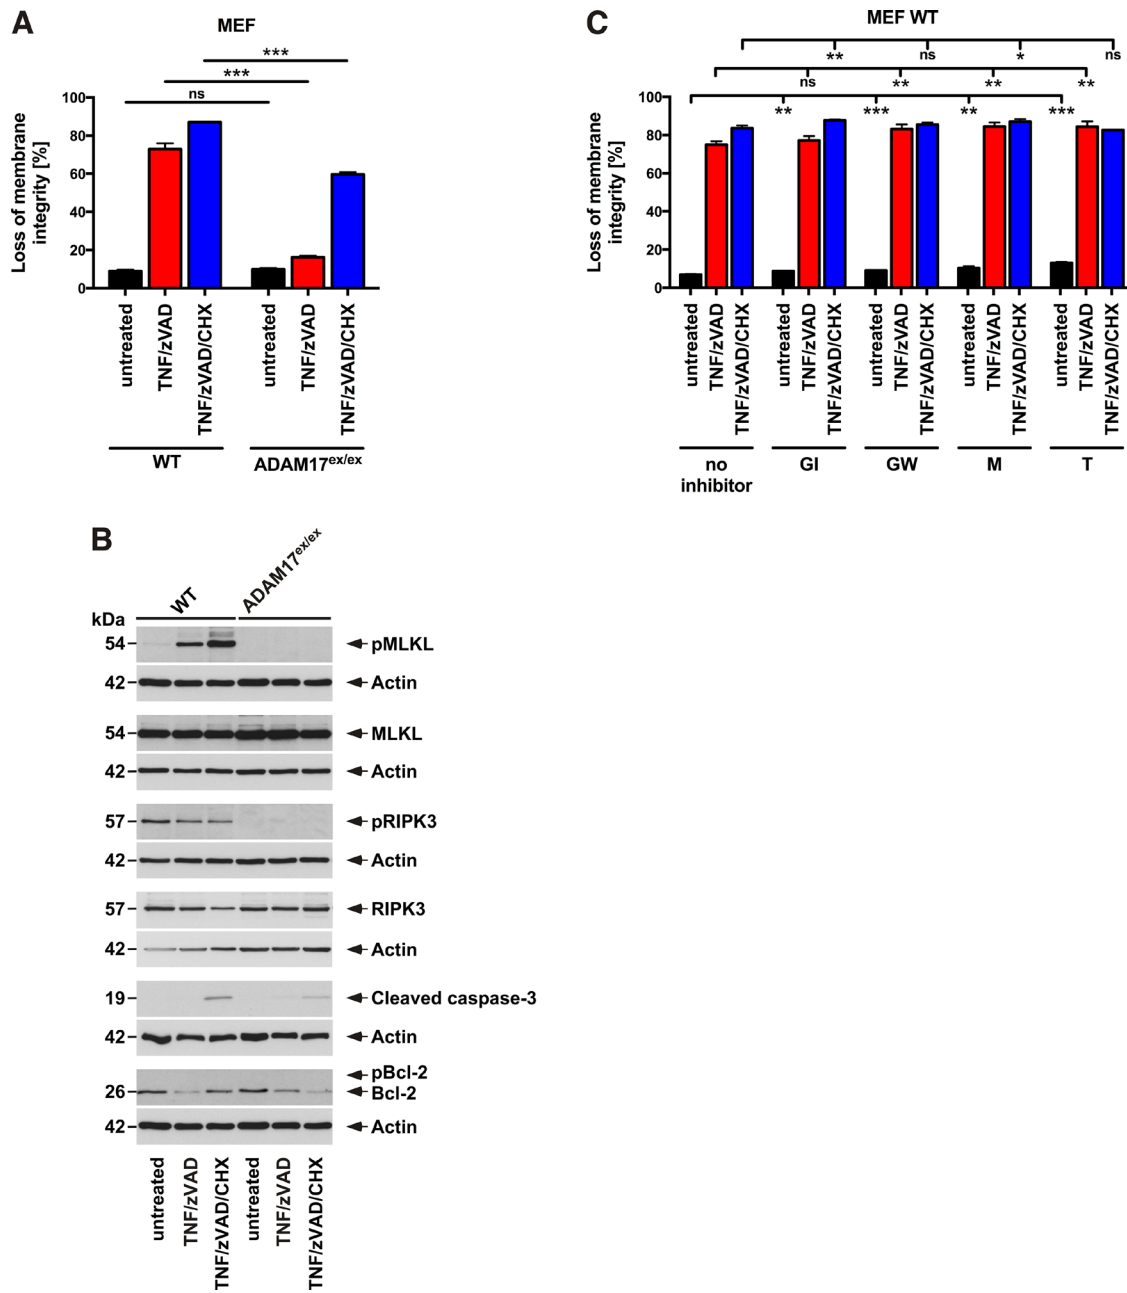 A
MEF
***
***
ns
Loss of membrane
integrity [%]
100
80
60
40
20
0
untreated
TNF/zVAD
TNF/zVAD/CHX
untreated
TNF/zVAD
TNF/zVAD/CHX
WT
ADAM17ex/ex
C
MEF WT
** ns * ns
ns ** ** **
** *** ** ***
Loss of membrane
integrity [%]
100
80
60
40
20
0
untreated
TNF/zVAD
TNF/zVAD/CHX
untreated
TNF/zVAD
TNF/zVAD/CHX
untreated
TNF/zVAD
TNF/zVAD/CHX
untreated
TNF/zVAD
TNF/zVAD/CHX
untreated
TNF/zVAD
TNF/zVAD/CHX
no
inhibitor
GI
GW
M
T
B
WT
ADAM17ex/ex
kDa
54 pMLKL
42 Actin
54 MLKL
42 Actin
57 pRIPK3
42 Actin
57 RIPK3
42 Actin
19 Cleaved caspase-3
42 Actin
pBcl-2
26 Bcl-2
42 Actin
untreated
TNF/zVAD
TNF/zVAD/CHX
untreated
TNF/zVAD
TNF/zVAD/CHX